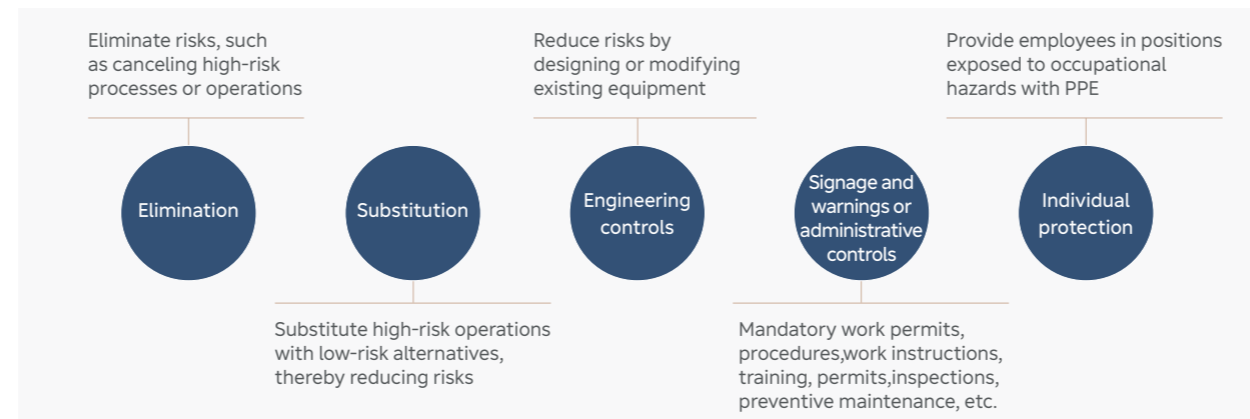 Eliminate risks, such
as canceling high-risk
processes or operations
Reduce risks by
designing or modifying
existing equipment
Provide employees in positions
exposed to occupational
hazards with PPE
Elimination
Substitution
Engineering
controls
Signage and
warnings or
administrative
controls
Individual
protection
Substitute high-risk operations
with low-risk alternatives,
thereby reducing risks
Mandatory work permits,
procedures,work instructions,
training, permits,inspections,
preventive maintenance, etc.